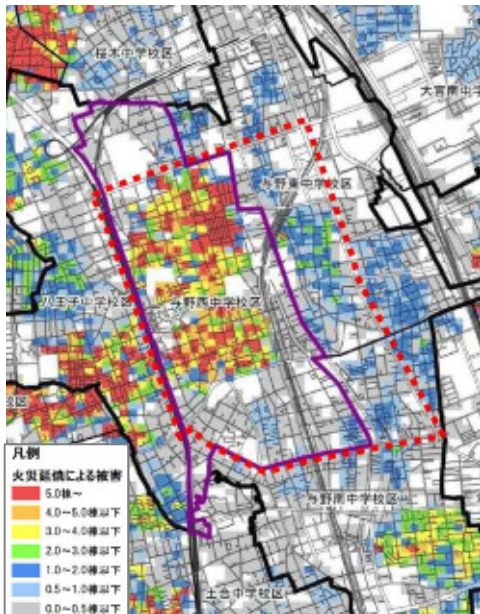 桜木中学校区
大宮南中学
与野東中学校区
八王子中学校区
与野西中学校区
校区
与野南中学校区
土合中学校区
凡例
火災延焼による被害
5.0棟～
4.0～5.0棟以下
3.0～4.0棟以下
2.0～3.0棟以下
1.0～2.0棟以下
0.5～1.0棟以下
0.0～0.5棟以下